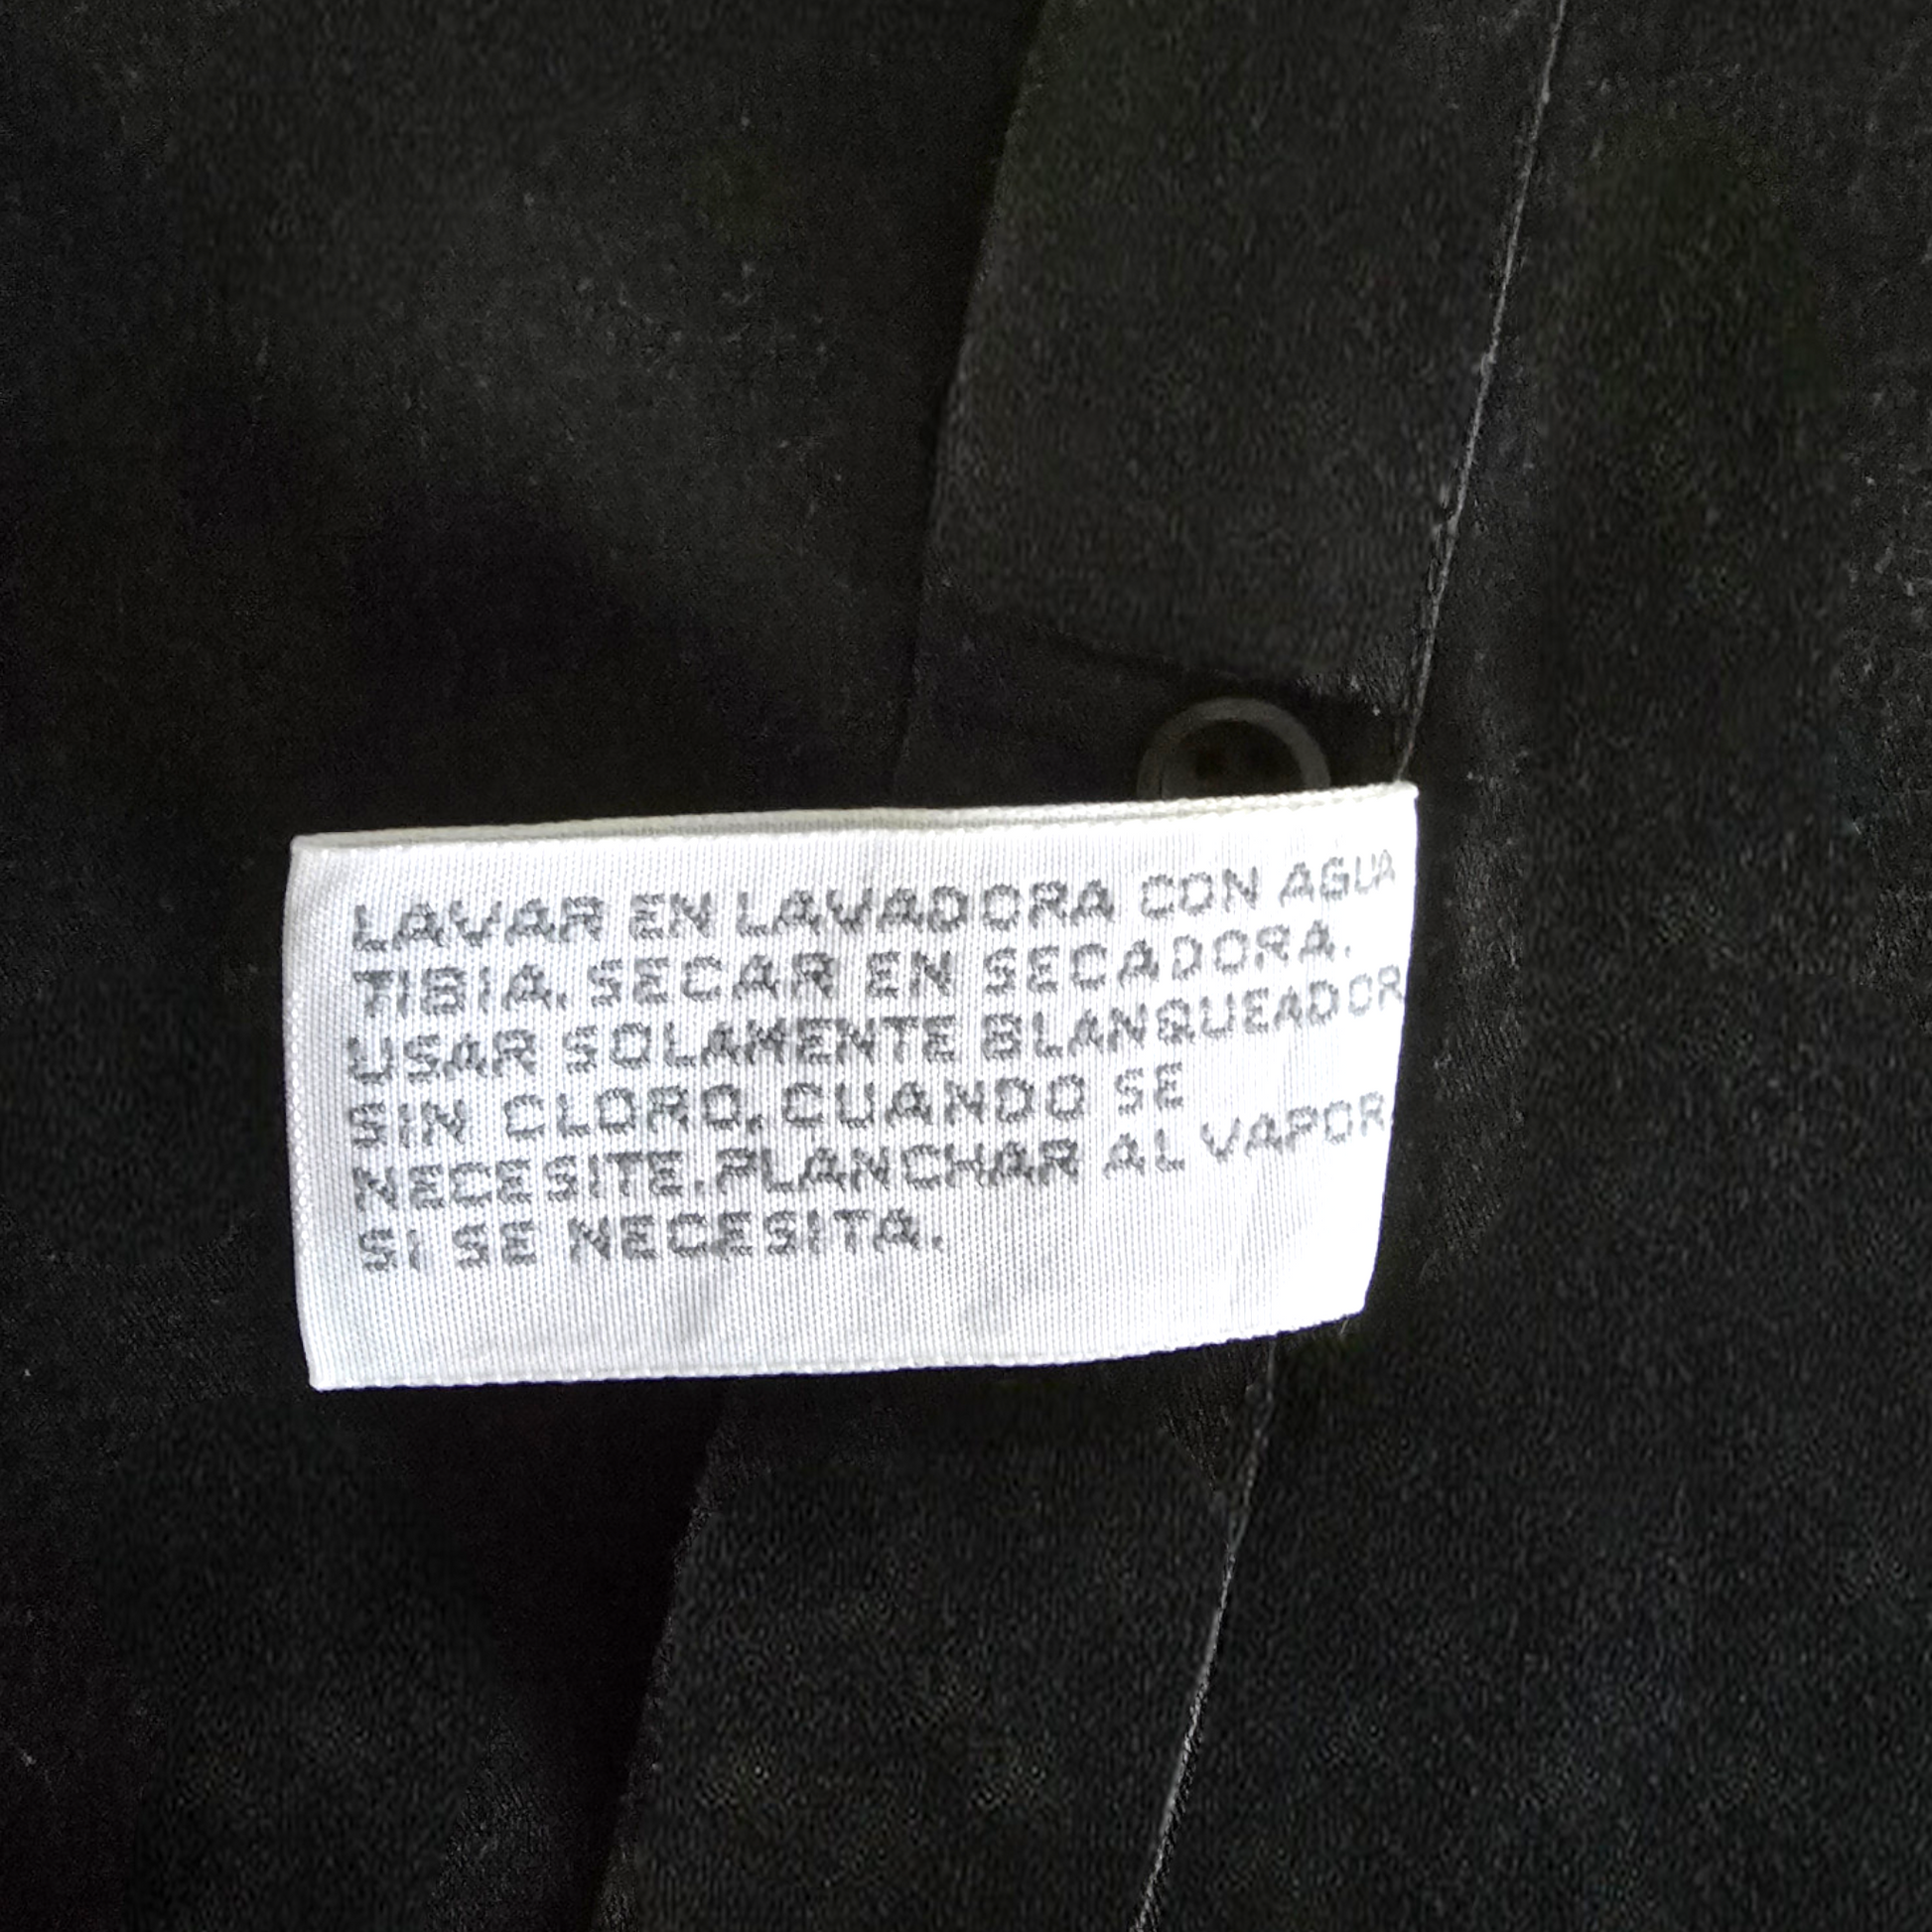 LAVAR EN LAVADORA CON AGUA
TIBIA. SECAR EN SECADORA.
USAR SOLAMENTE BLANQUEADOR
SIN CLORO. CUANDO SE
NECESITE. PLANCHAR AL VAPOR
SI SE NECESITA.